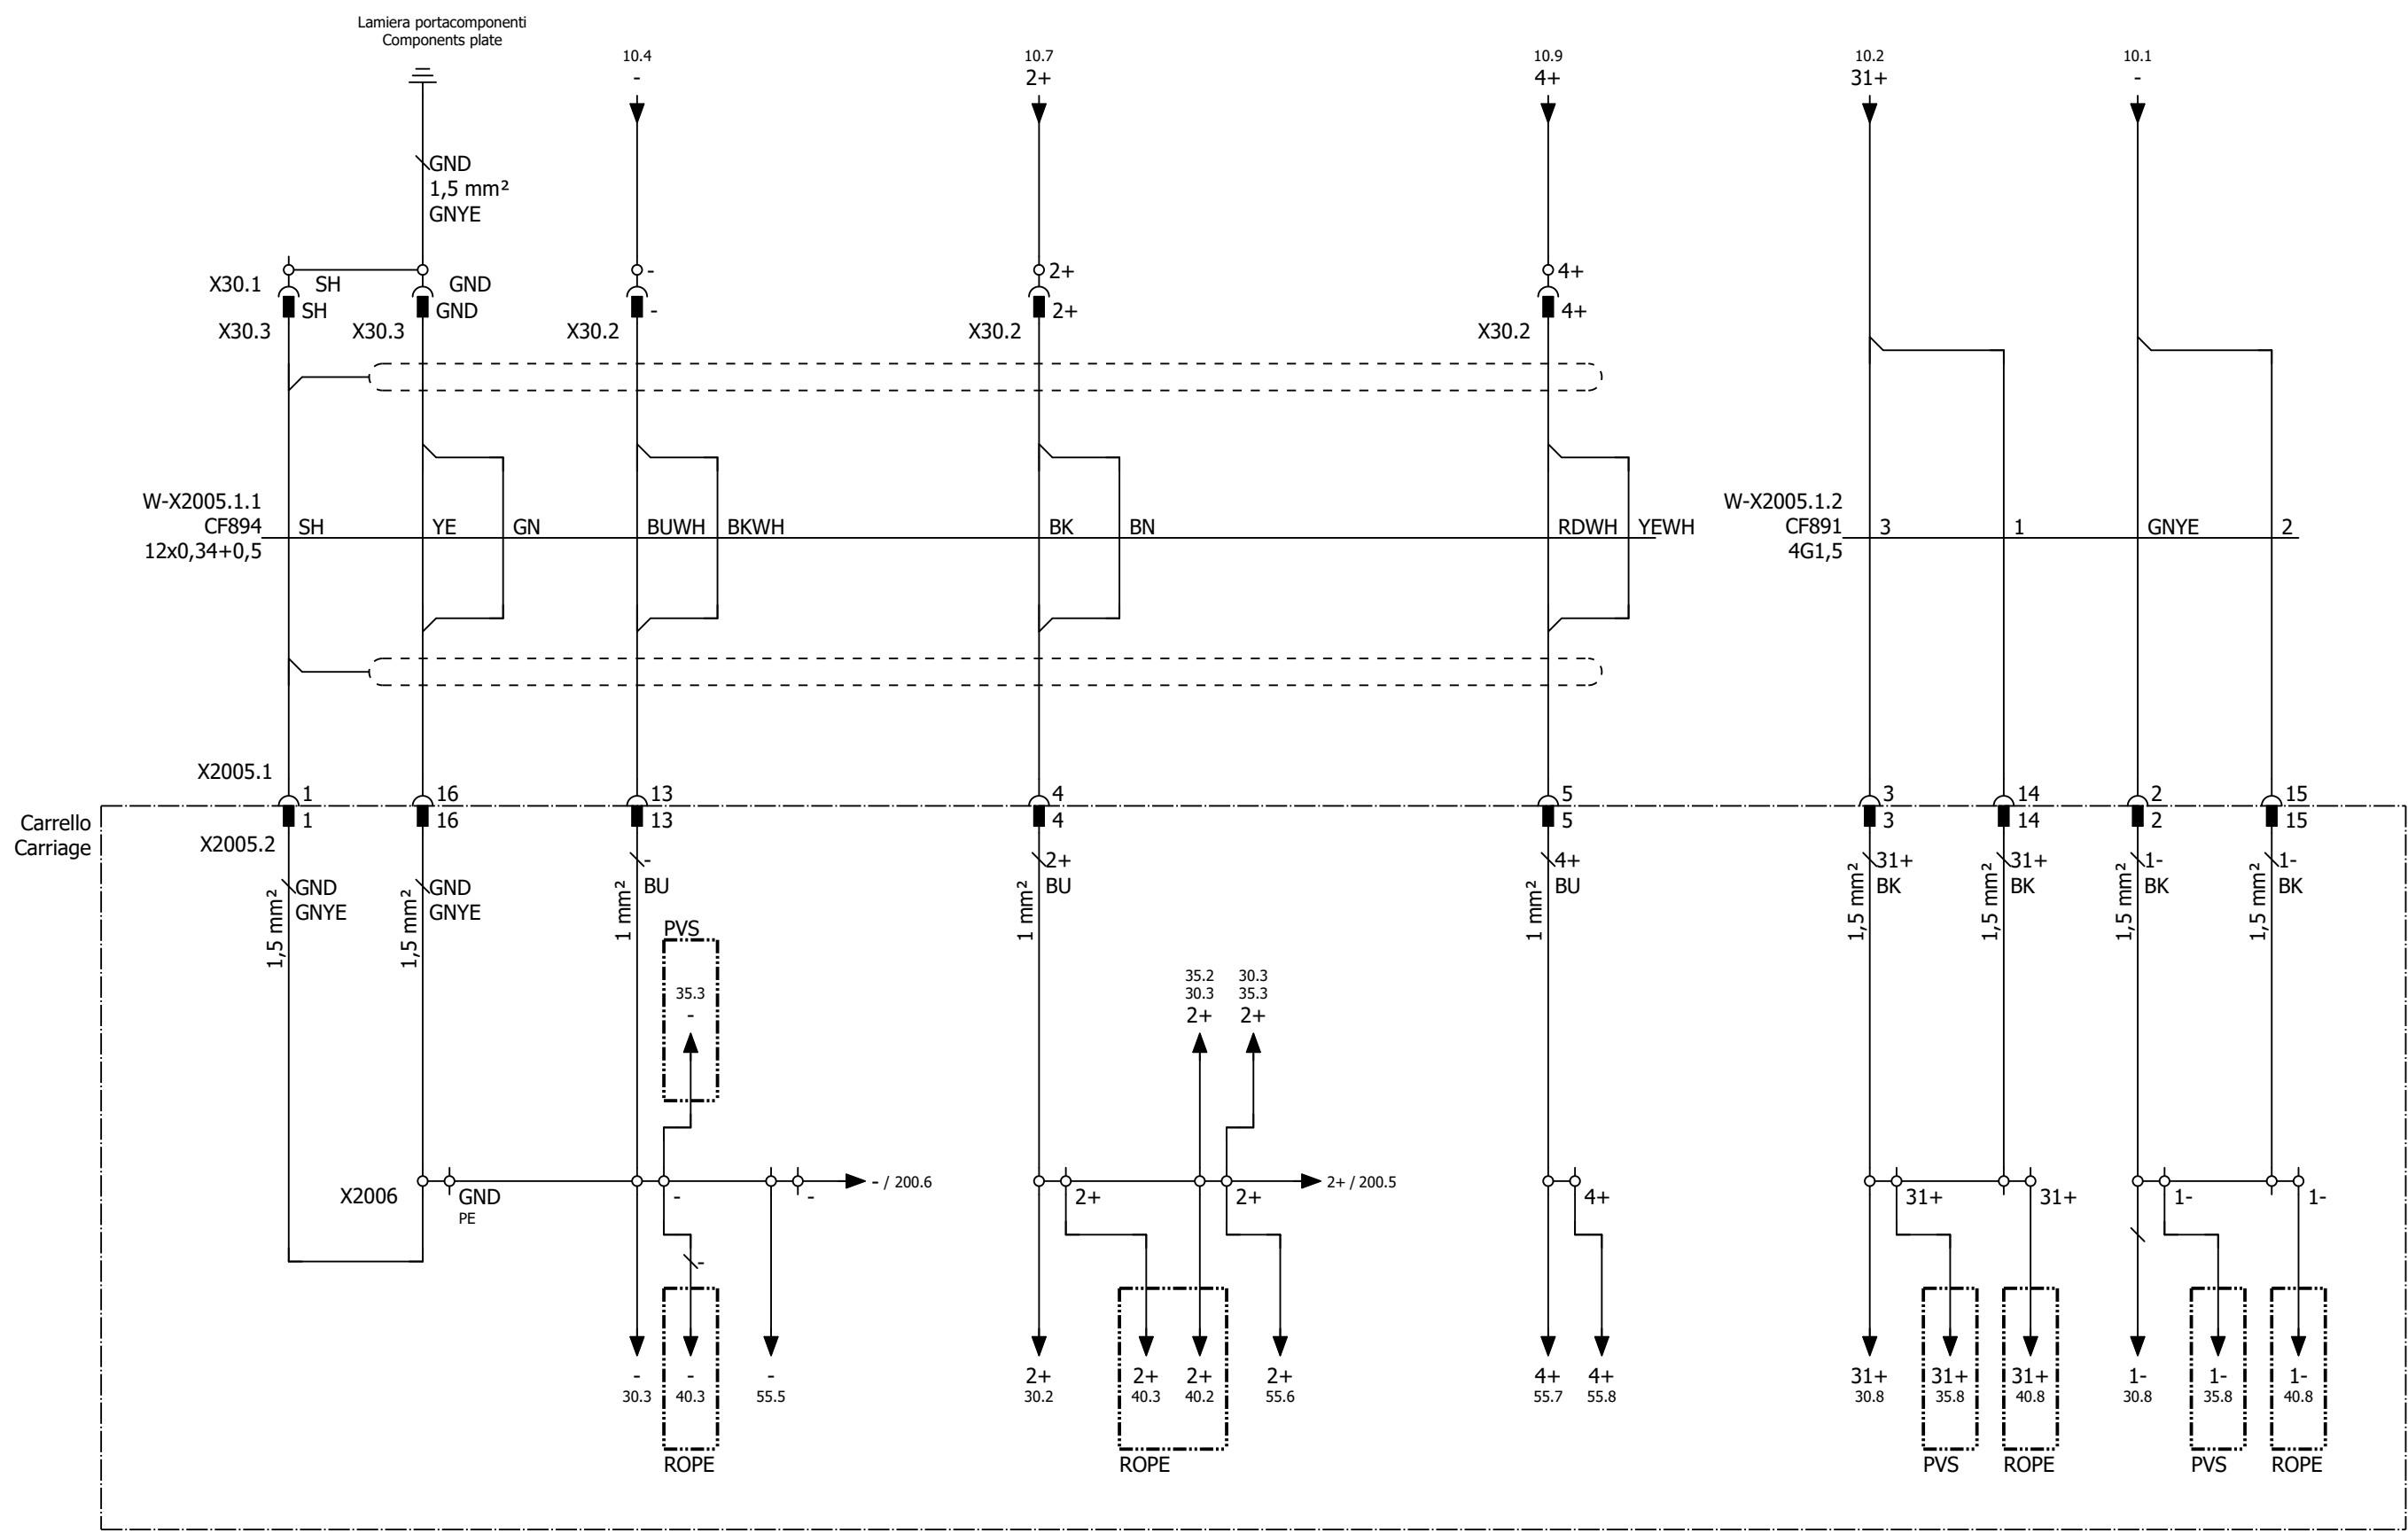 Lamiera portacomponenti
Components plate
10.4
-
10.7
2+
10.9
4+
10.2
31+
10.1
-
GND
1,5 mm²
GNYE
X30.1
SH
GND
-
2+
4+
SH
GND
-
2+
4+
X30.3
X30.3
X30.2
X30.2
X30.2
W-X2005.1.1
CF894
12x0,34+0,5
SH
YE
GN
BUWH
BKWH
BK
BN
RDWH
YEWH
W-X2005.1.2
CF891
4G1,5
3
1
GNYE
2
X2005.1
1
16
13
4
5
3
14
2
15
Carrello
Carriage
1
16
13
4
5
3
14
2
15
X2005.2
GND
GNYE
1,5 mm²
GND
GNYE
1,5 mm²
-
BU
1 mm²
2+
BU
1 mm²
4+
BU
1 mm²
31+
BK
1,5 mm²
31+
BK
1,5 mm²
1-
BK
1,5 mm²
1-
BK
1,5 mm²
PVS
35.3
-
35.2
30.3
2+
30.3
35.3
2+
X2006
GND
PE
-
-
- / 200.6
2+
2+
2+ / 200.5
4+
31+
31+
1-
1-
-
-
30.3
-
40.3
-
55.5
2+
30.2
2+
40.3
2+
40.2
2+
55.6
4+
55.7
4+
55.8
31+
30.8
31+
35.8
31+
40.8
1-
30.8
1-
35.8
1-
40.8
ROPE
ROPE
PVS
ROPE
PVS
ROPE